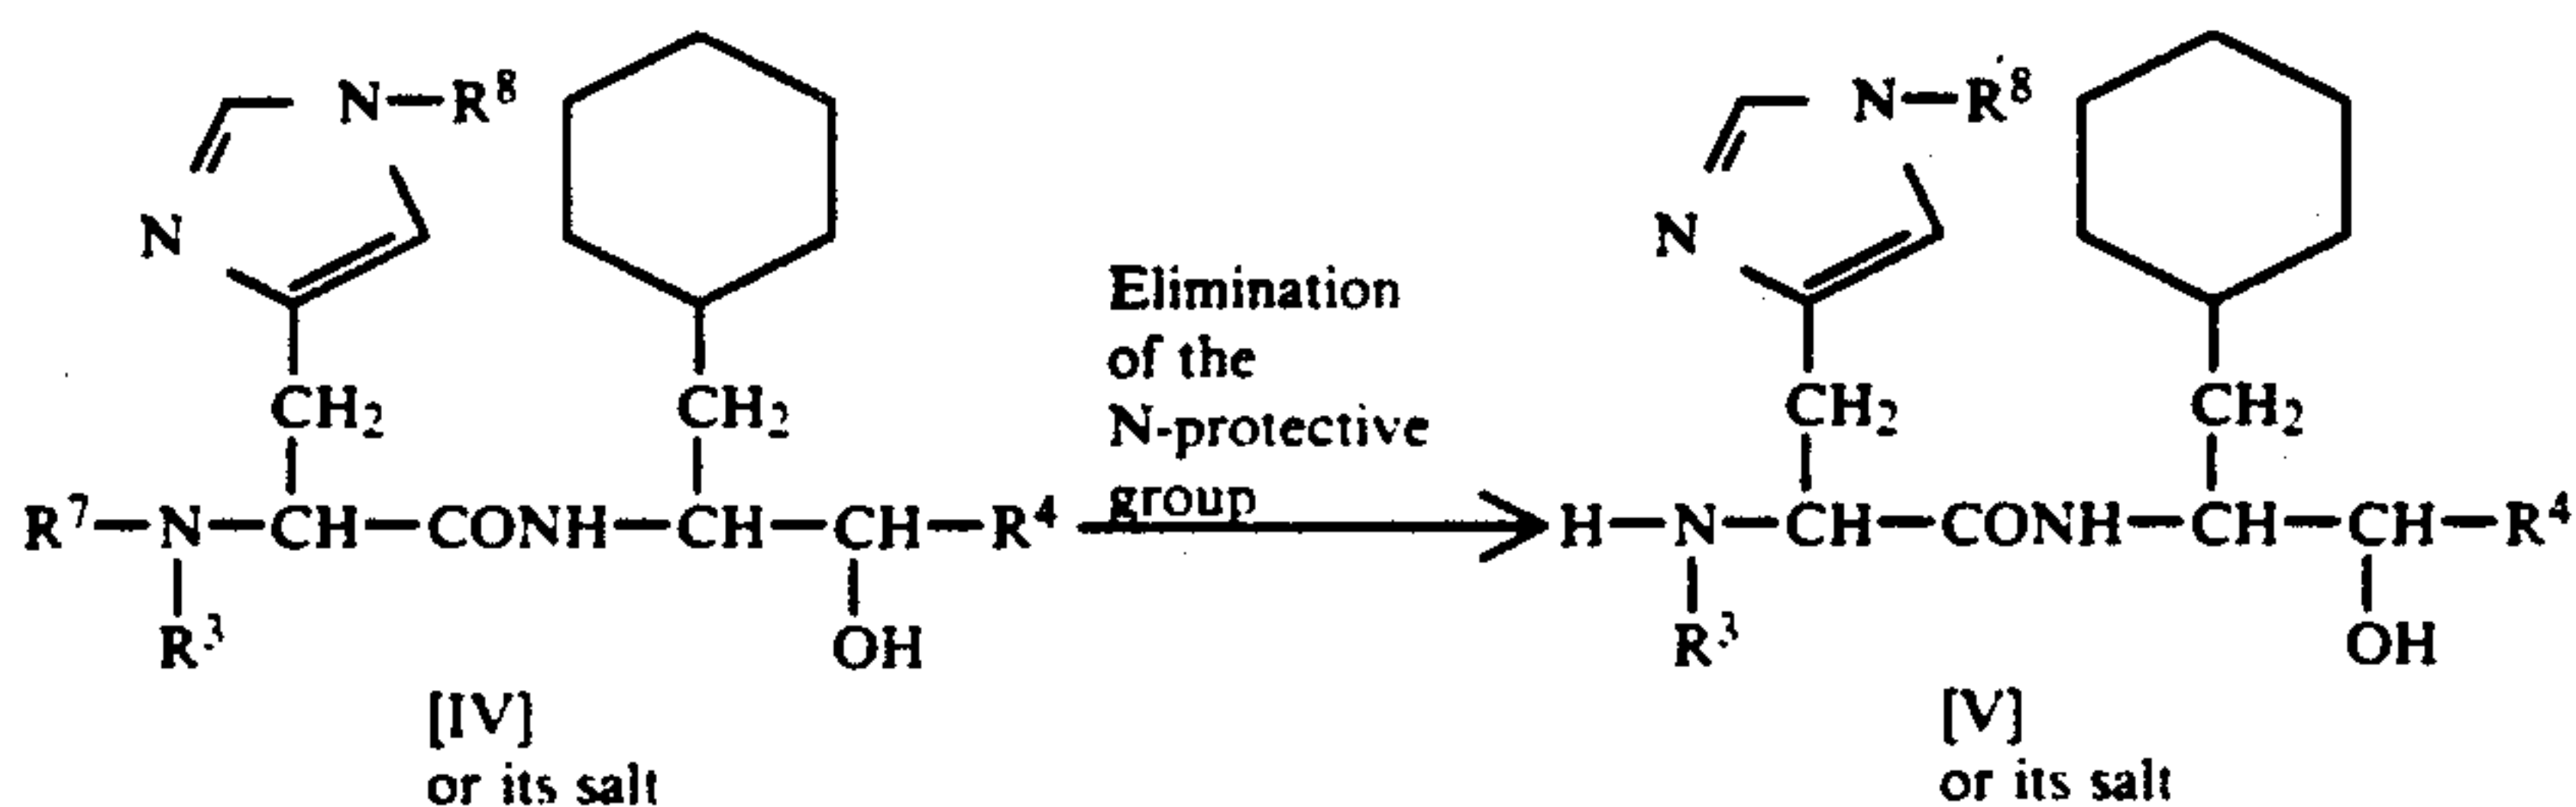 N—R⁸
N—R⁸
N
N
Elimination
of the
CH₂
CH₂
N-protective
CH₂
CH₂
group
R⁷—N—CH—CONH—CH—CH—R⁴
H—N—CH—CONH—CH—CH—R⁴
R³
OH
R³
OH
[IV]
or its salt
[V]
or its salt